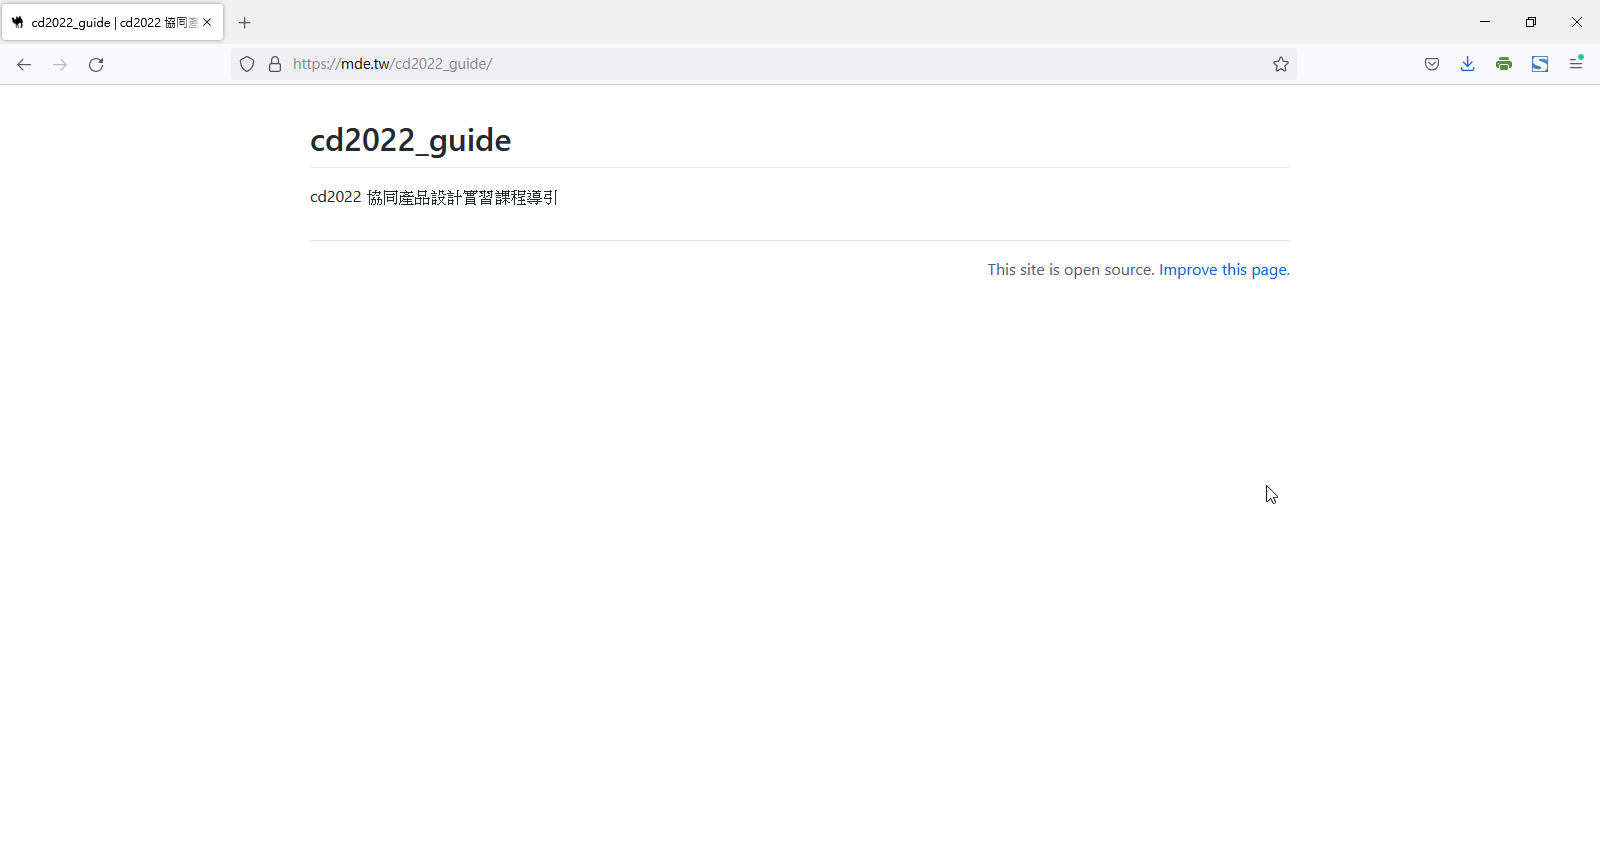 cd2022_guide | cd2022 協同產
https://mde.tw/cd2022_guide/
cd2022_guide
cd2022 協同產品設計實習課程導引
This site is open source. Improve this page.